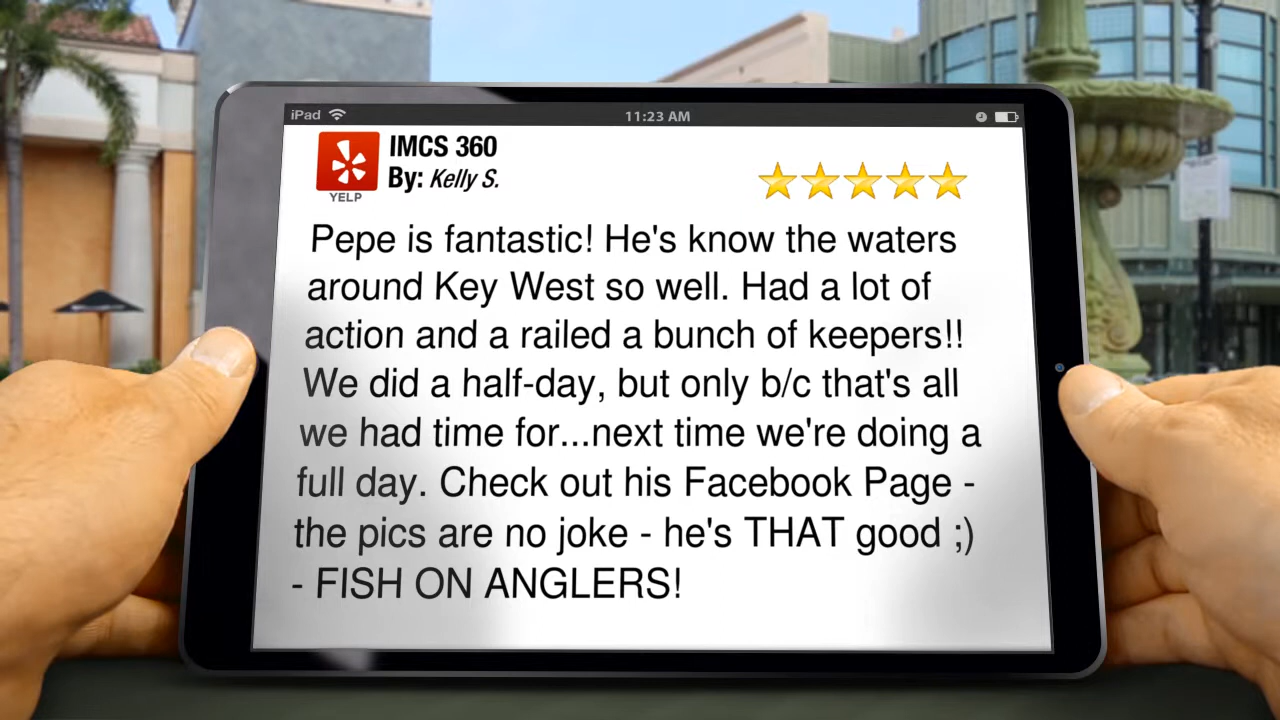 iPad 11:23 AM
IMCS 360
By: Kelly S.
YELP
Pepe is fantastic! He's know the waters
around Key West so well. Had a lot of
action and a railed a bunch of keepers!!
We did a half-day, but only b/c that's all
we had time for...next time we're doing a
full day. Check out his Facebook Page -
the pics are no joke - he's THAT good ;)
- FISH ON ANGLERS!